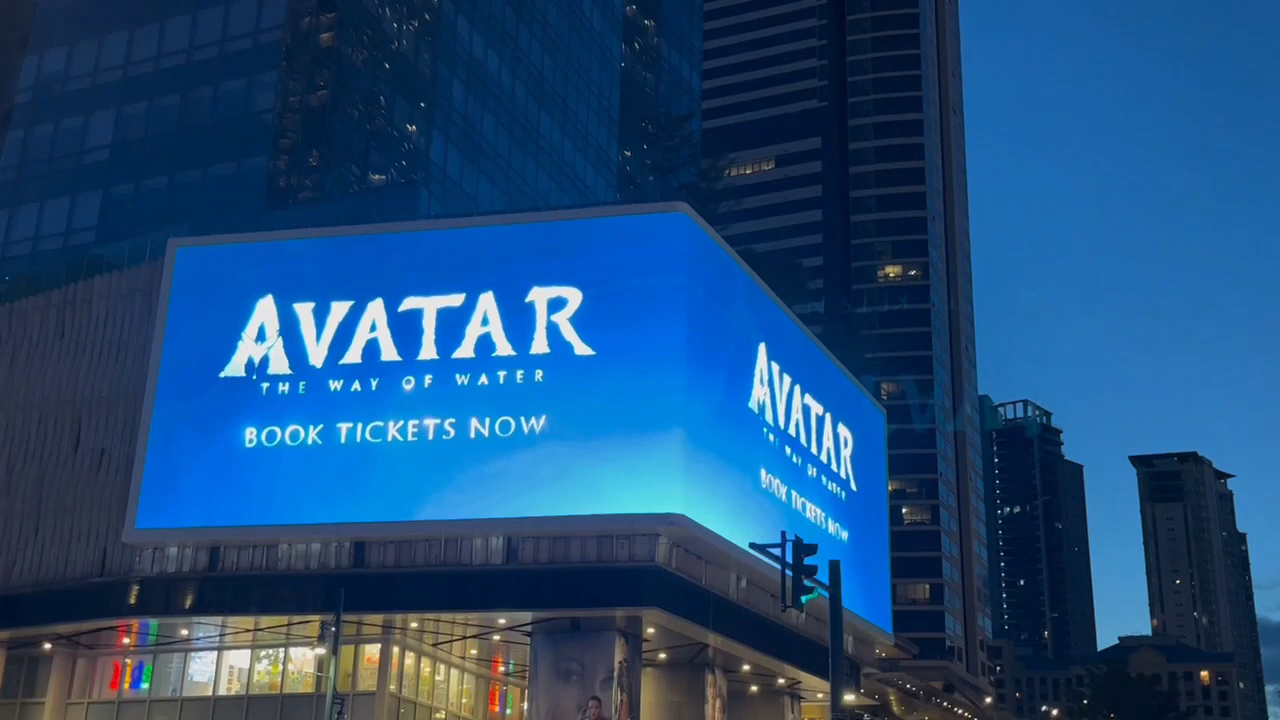 AVATAR
THE WAY OF WATER
BOOK TICKETS NOW
AVATAR
THE WAY OF WATER
BOOK TICKETS NOW